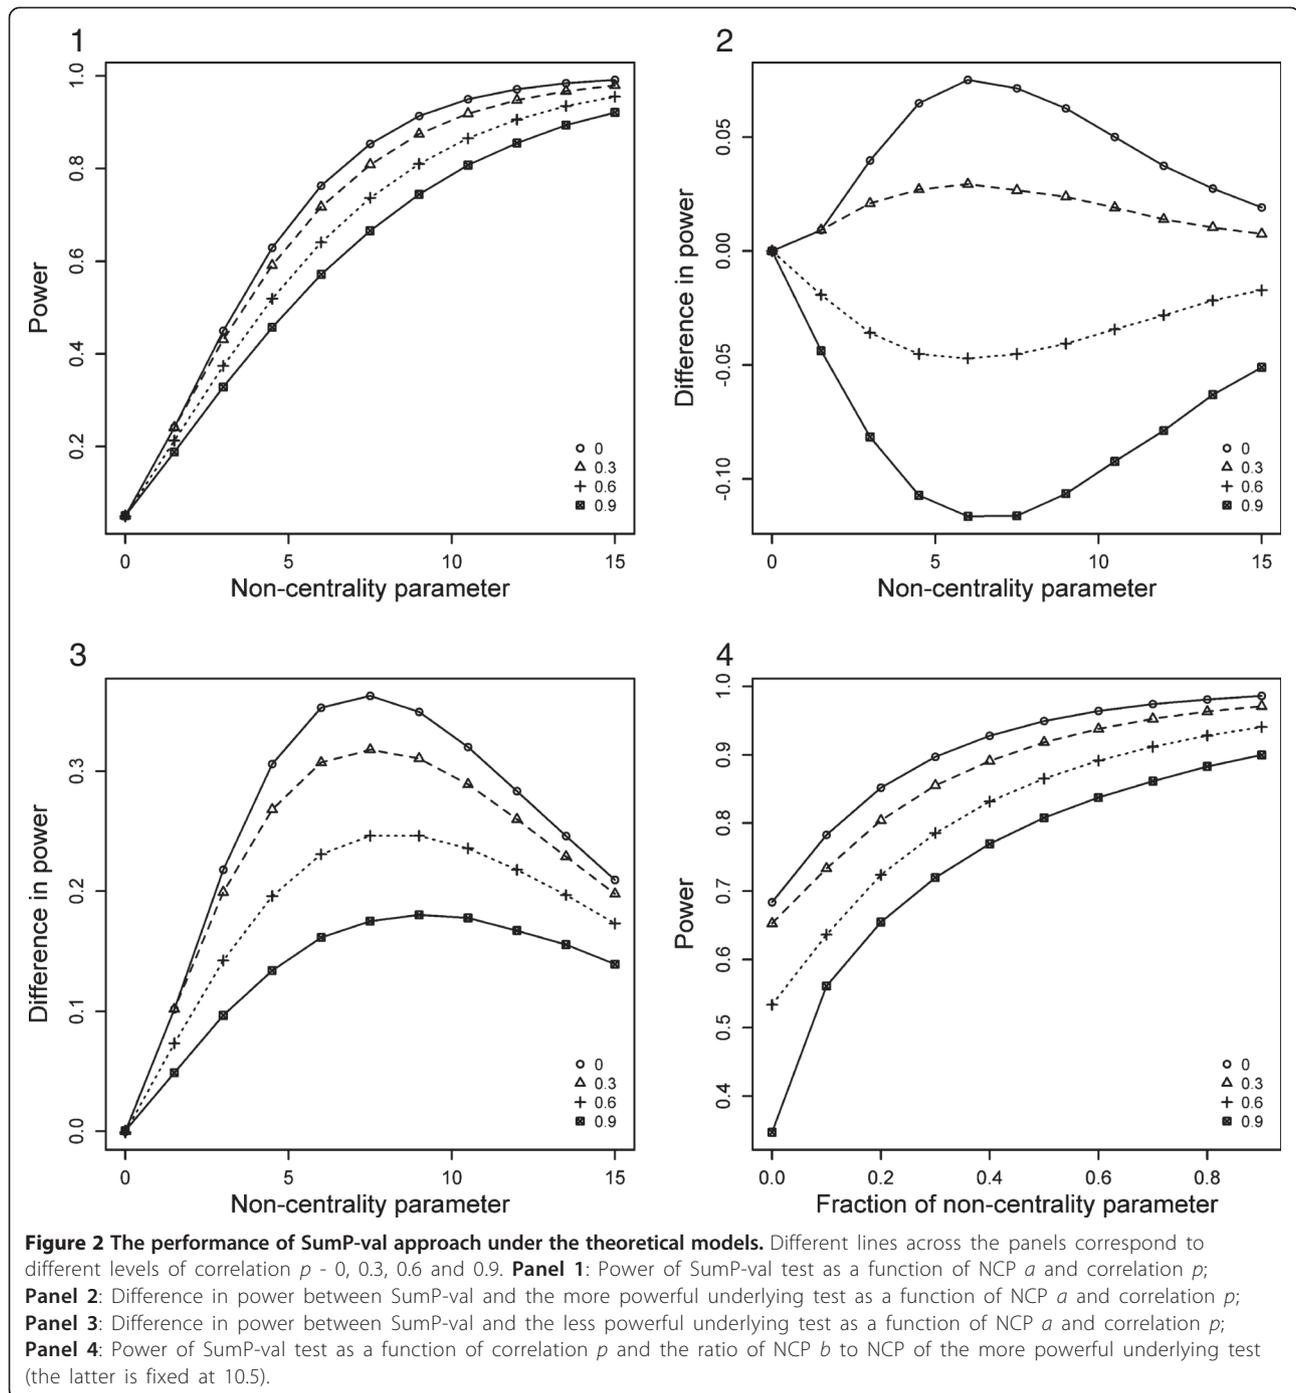 1
1.0
0.8
0.6
0.4
0.2
Power
0
0.3
0.6
0.9
0 5 10 15
Non-centrality parameter
2
0.05
0.00
-0.05
-0.10
Difference in power
0
0.3
0.6
0.9
0 5 10 15
Non-centrality parameter
3
0.3
0.2
0.1
0.0
Difference in power
0
0.3
0.6
0.9
0 5 10 15
Non-centrality parameter
4
1.0
0.9
0.8
0.7
0.6
0.5
0.4
Power
0
0.3
0.6
0.9
0.0 0.2 0.4 0.6 0.8
Fraction of non-centrality parameter
Figure 2 The performance of SumP-val approach under the theoretical models. Different lines across the panels correspond to
different levels of correlation p - 0, 0.3, 0.6 and 0.9. Panel 1: Power of SumP-val test as a function of NCP a and correlation p;
Panel 2: Difference in power between SumP-val and the more powerful underlying test as a function of NCP a and correlation p;
Panel 3: Difference in power between SumP-val and the less powerful underlying test as a function of NCP a and correlation p;
Panel 4: Power of SumP-val test as a function of correlation p and the ratio of NCP b to NCP of the more powerful underlying test
(the latter is fixed at 10.5).